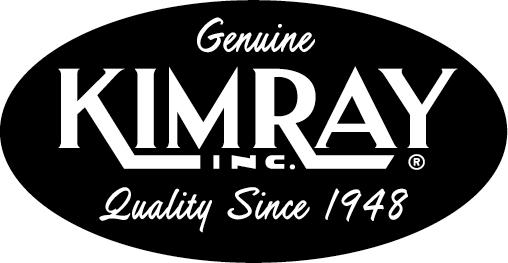 Genuine
KIMRAY
INC. ®
Quality Since 1948